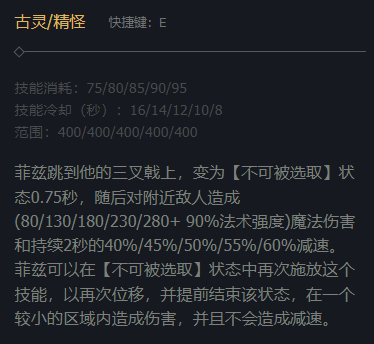 古灵/精怪 快捷键：E
技能消耗：75/80/85/90/95
技能冷却（秒）：16/14/12/10/8
范围：400/400/400/400/400
菲兹跳到他的三叉戟上，变为【不可被选取】状
态0.75秒，随后对附近敌人造成
(80/130/180/230/280+ 90%法术强度)魔法伤害
和持续2秒的40%/45%/50%/55%/60%减速。
菲兹可以在【不可被选取】状态中再次施放这个
技能，以再次位移，并提前结束该状态，在一个
较小的区域内造成伤害，并且不会造成减速。